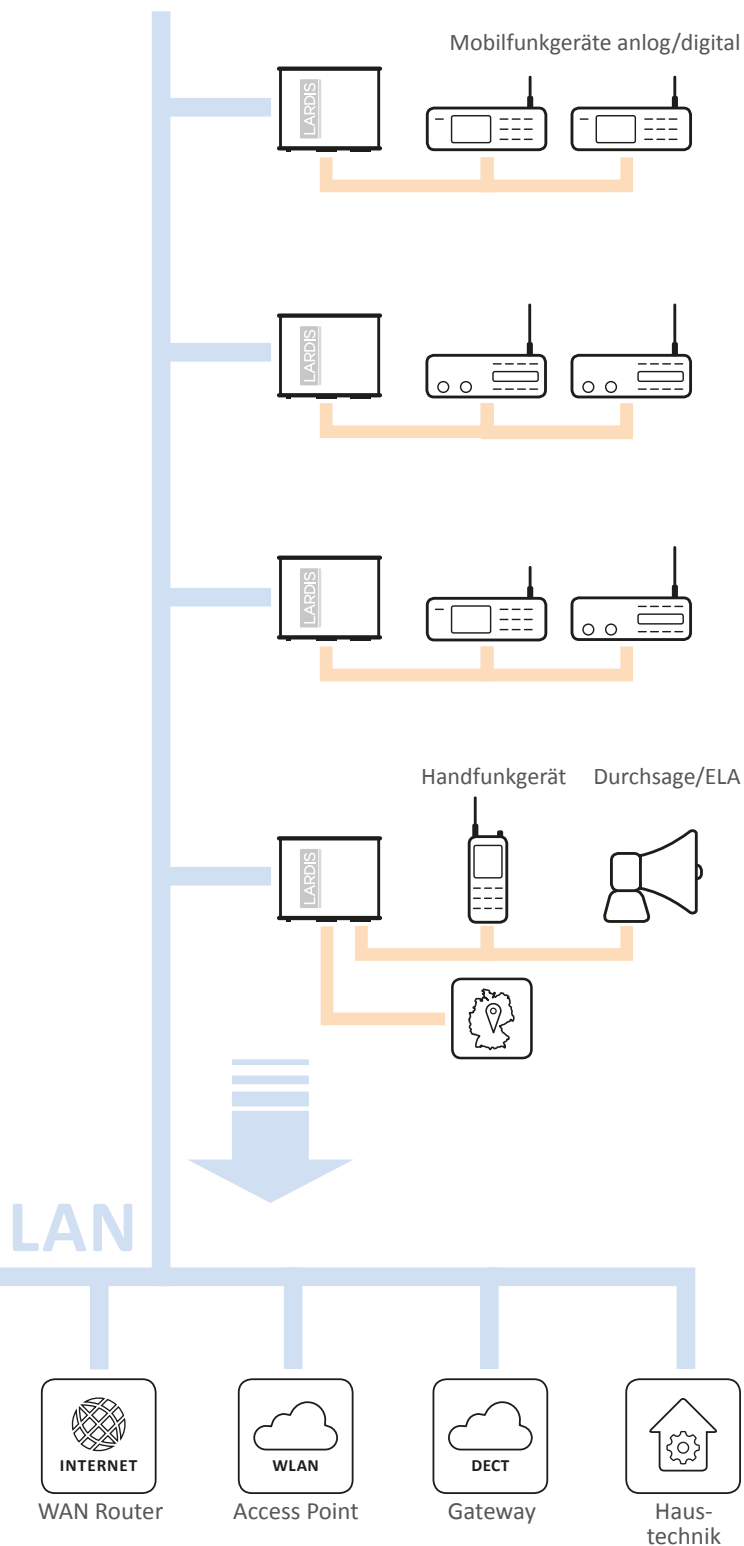 Mobilfunkgeräte anlog/digital
LARDIS
LARDIS
LARDIS
Handfunkgerät
Durchsage/ELA
LARDIS
LAN
INTERNET
WLAN
DECT
WAN Router
Access Point
Gateway
Haus-
technik